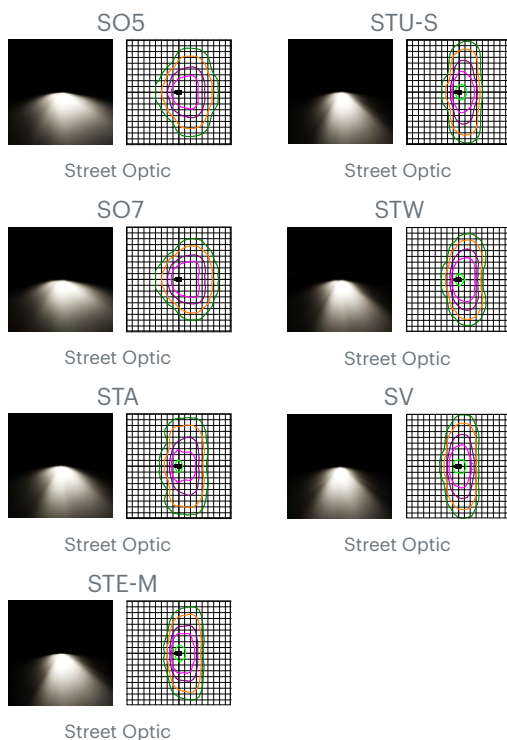 SO5
STU-S
Street Optic
Street Optic
SO7
STW
Street Optic
Street Optic
STA
SV
Street Optic
Street Optic
STE-M
Street Optic